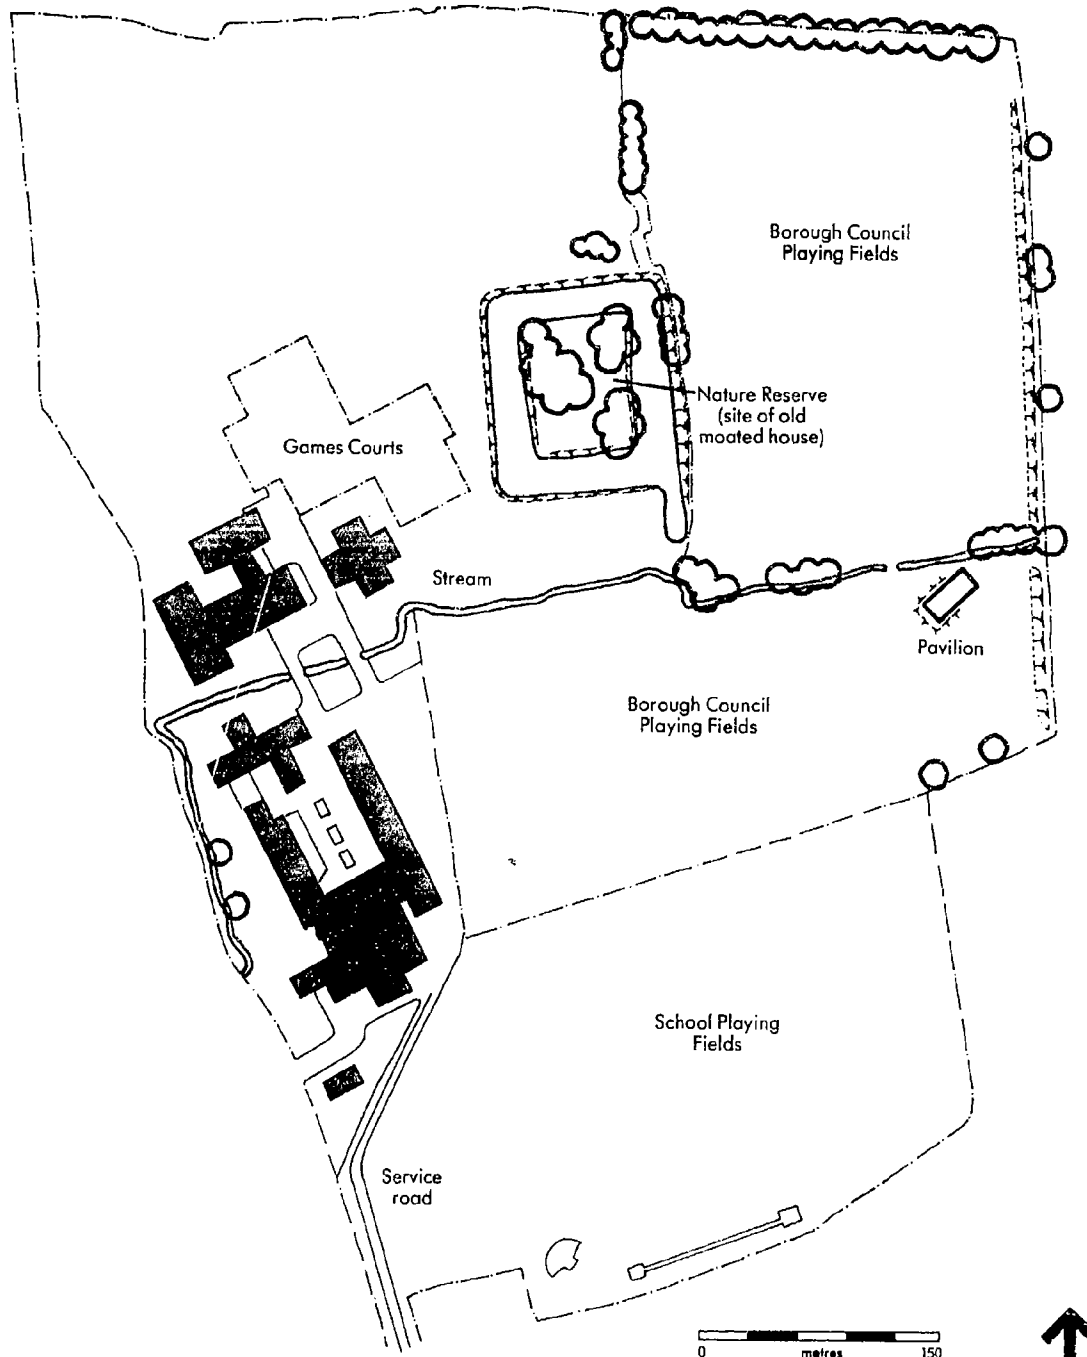 Borough Council
Playing Fields
Nature Reserve
(site of old
moated house)
Games Courts
Stream
Pavilion
Borough Council
Playing Fields
School Playing
Fields
Service
road
0 metres 150